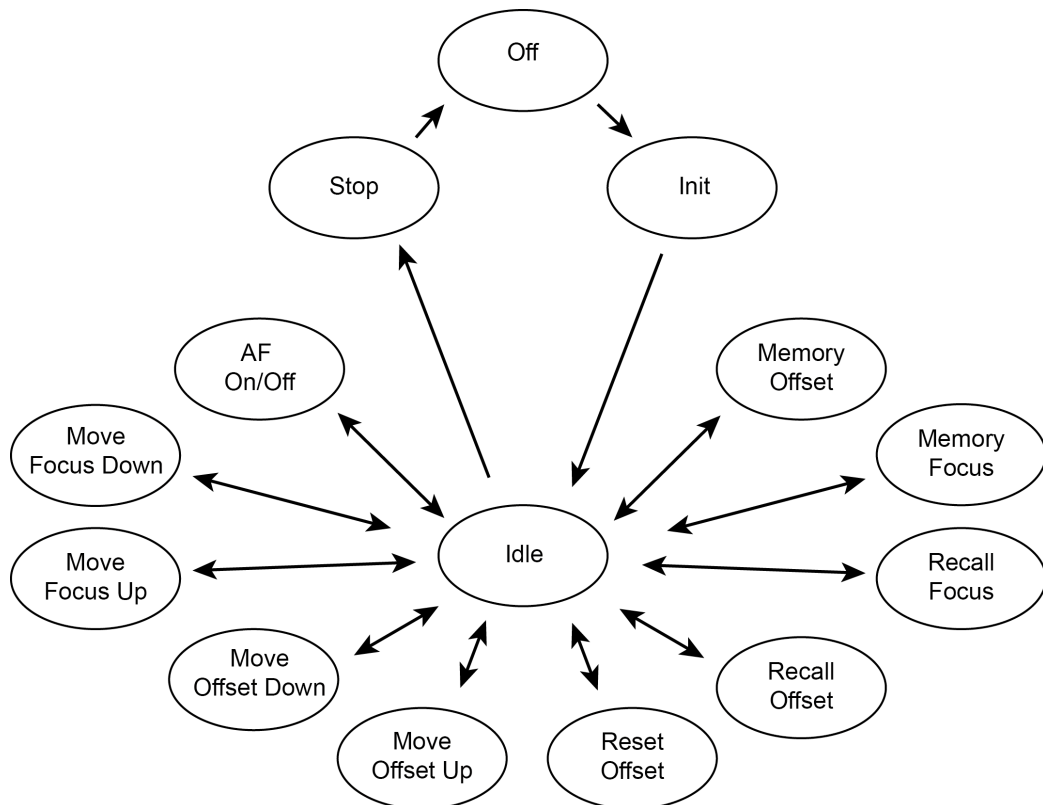 Off
Stop
Init
AF
On/Off
Memory
Offset
Move
Focus Down
Memory
Focus
Idle
Move
Focus Up
Recall
Focus
Move
Offset Down
Recall
Offset
Move
Offset Up
Reset
Offset